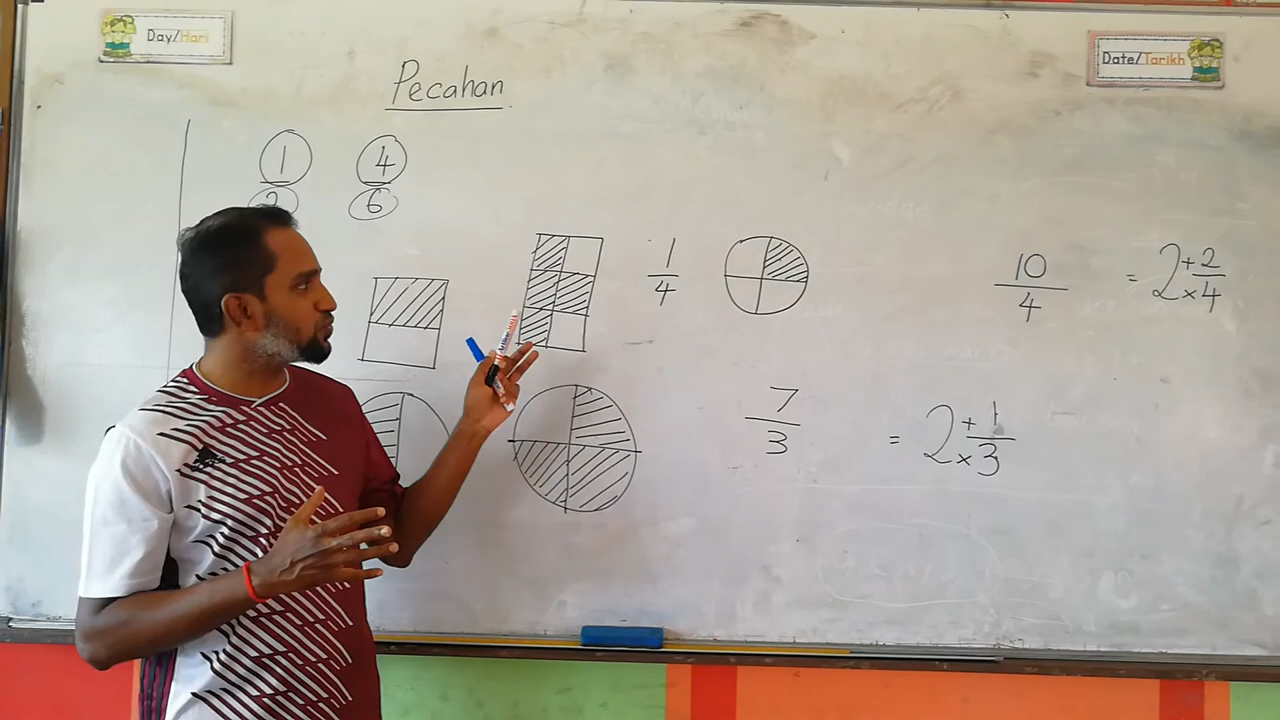 Day/Hari
Date/Tarikh
Pecahan
1 4
2 6
1
4
10
4
= 2 + 2
× 4
7
3
= 2 + 1
× 3